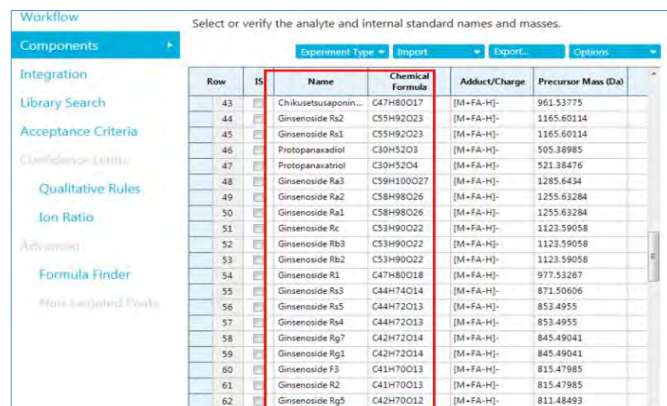 Workflow
Select or verify the analyte and internal standard names and masses.
Components
Experiment Type Import Export... Options
Integration
Library Search
Acceptance Criteria
Confidence Limits
Qualitative Rules
Ion Ratio
Advanced
Formula Finder
Non-targeted Peaks
Row IS Name Chemical Formula Adduct/Charge Precursor Mass (Da)
43 Chikusetsusaponin... C47H80O17 [M+FA-H]- 961.53775
44 Ginsenoside Rs2 C55H92O23 [M+FA-H]- 1165.60114
45 Ginsenoside Rs1 C55H92O23 [M+FA-H]- 1165.60114
46 Protopanaxadiol C30H52O3 [M+FA-H]- 505.38985
47 Protopanaxatriol C30H52O4 [M+FA-H]- 521.38476
48 Ginsenoside Ra3 C59H100O27 [M+FA-H]- 1285.6434
49 Ginsenoside Ra2 C58H98O26 [M+FA-H]- 1255.63284
50 Ginsenoside Ra1 C58H98O26 [M+FA-H]- 1255.63284
51 Ginsenoside Rc C53H90O22 [M+FA-H]- 1123.59058
52 Ginsenoside Rb3 C53H90O22 [M+FA-H]- 1123.59058
53 Ginsenoside Rb2 C53H90O22 [M+FA-H]- 1123.59058
54 Ginsenoside R1 C47H80O18 [M+FA-H]- 977.53267
55 Ginsenoside Rs3 C44H74O14 [M+FA-H]- 871.50606
56 Ginsenoside Rs5 C44H72O13 [M+FA-H]- 853.4955
57 Ginsenoside Rs4 C44H72O13 [M+FA-H]- 853.4955
58 Ginsenoside Rg7 C42H72O14 [M+FA-H]- 845.49041
59 Ginsenoside Rg1 C42H72O14 [M+FA-H]- 845.49041
60 Ginsenoside F3 C41H70O13 [M+FA-H]- 815.47985
61 Ginsenoside R2 C41H70O13 [M+FA-H]- 815.47985
62 Ginsenoside Rg5 C42H70O12 [M+FA-H]- 811.48493